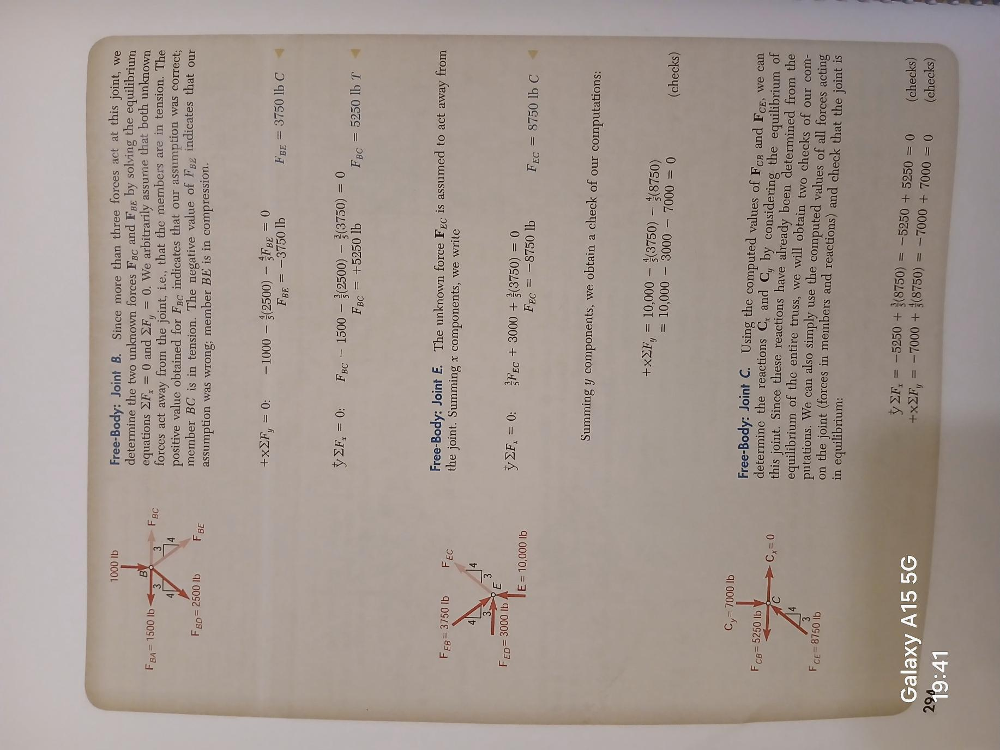 1000 lb
F_BA = 1500 lb
B
F_BC
3
3
4
4
F_BD = 2500 lb
F_BE
Free-Body: Joint B. Since more than three forces act at this joint, we
determine the two unknown forces F_BC and F_BE by solving the equilibrium
equations ΣF_x = 0 and ΣF_y = 0. We arbitrarily assume that both unknown
forces act away from the joint, i.e., that the members are in tension. The
positive value obtained for F_BC indicates that our assumption was correct;
member BC is in tension. The negative value of F_BE indicates that our
assumption was wrong; member BE is in compression.
+xΣF_y = 0: −1000 − 4/5(2500) − 4/5F_BE = 0
F_BE = −3750 lb F_BE = 3750 lb C ◀
+→ ΣF_x = 0: F_BC − 1500 − 3/5(2500) − 3/5(3750) = 0
F_BC = +5250 lb F_BC = 5250 lb T ◀
F_EB = 3750 lb
F_EC
4
4
3
3
E
F_ED = 3000 lb
E = 10,000 lb
Free-Body: Joint E. The unknown force F_EC is assumed to act away from
the joint. Summing x components, we write
+y ΣF_x = 0: 3/5F_EC + 3000 + 3/5(3750) = 0
F_EC = −8750 lb F_EC = 8750 lb C ◀
Summing y components, we obtain a check of our computations:
+xΣF_y = 10,000 − 4/5(3750) − 4/5(8750)
= 10,000 − 3000 − 7000 = 0 (checks)
C_y = 7000 lb
F_CB = 5250 lb
C_x = 0
C
4
3
F_CE = 8750 lb
Free-Body: Joint C. Using the computed values of F_CB and F_CE, we can
determine the reactions C_x and C_y by considering the equilibrium of
this joint. Since these reactions have already been determined from the
equilibrium of the entire truss, we will obtain two checks of our com-
putations. We can also simply use the computed values of all forces acting
on the joint (forces in members and reactions) and check that the joint is
in equilibrium:
+y ΣF_x = −5250 + 3/5(8750) = −5250 + 5250 = 0 (checks)
+xΣF_y = −7000 + 4/5(8750) = −7000 + 7000 = 0 (checks)
294
Galaxy A15 5G
19:41